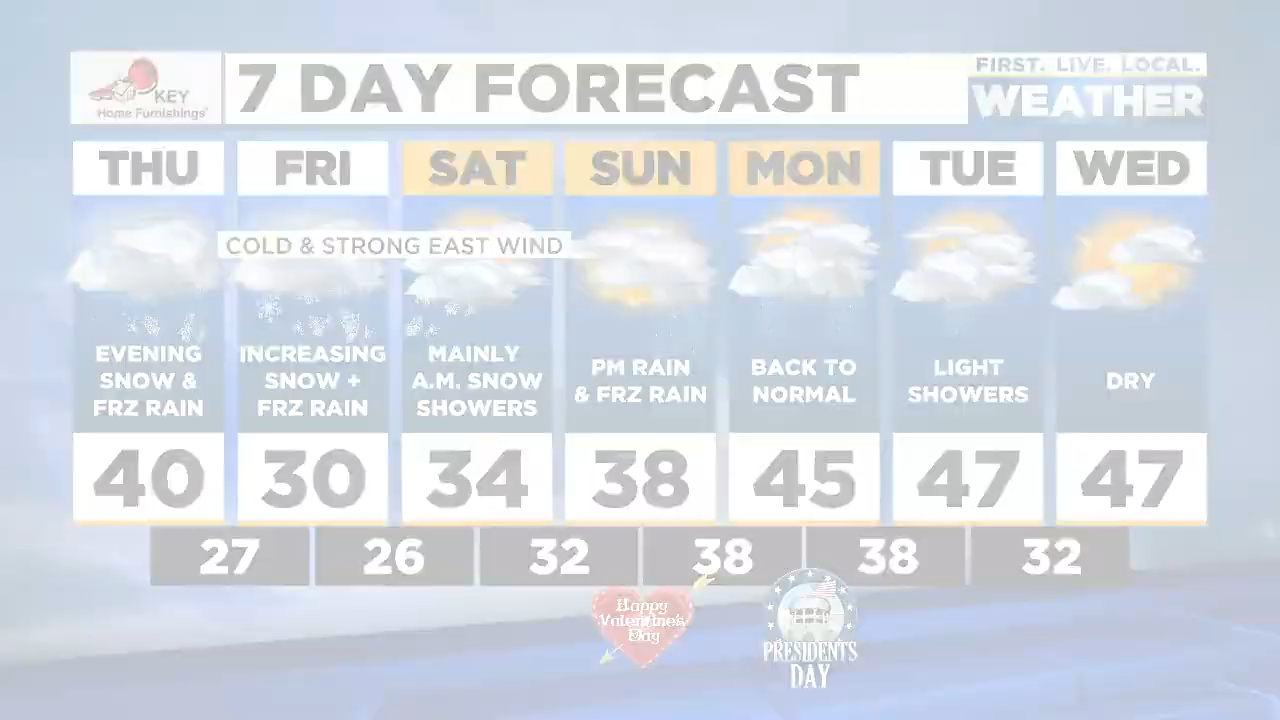 KEY
Home Furnishings
7 DAY FORECAST
FIRST. LIVE. LOCAL.
WEATHER
THU
FRI
SAT
SUN
MON
TUE
WED
COLD & STRONG EAST WIND
EVENING
SNOW &
FRZ RAIN
INCREASING
SNOW +
FRZ RAIN
MAINLY
A.M. SNOW
SHOWERS
PM RAIN
& FRZ RAIN
BACK TO
NORMAL
LIGHT
SHOWERS
DRY
40
30
34
38
45
47
47
27
26
32
38
38
32
Happy
Valentine's
Day
PRESIDENTS
DAY